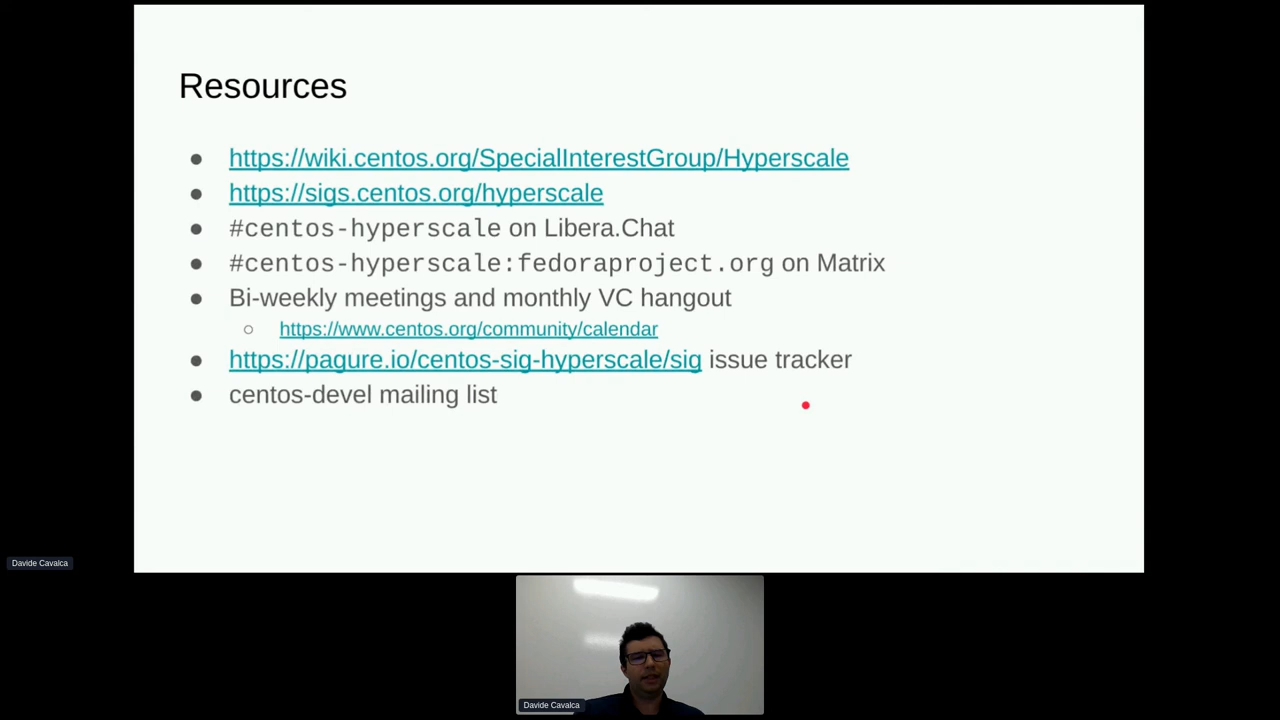 Resources
https://wiki.centos.org/SpecialInterestGroup/Hyperscale
https://sigs.centos.org/hyperscale
#centos-hyperscale on Libera.Chat
#centos-hyperscale:fedoraproject.org on Matrix
Bi-weekly meetings and monthly VC hangout
https://www.centos.org/community/calendar
https://pagure.io/centos-sig-hyperscale/sig issue tracker
centos-devel mailing list
Davide Cavalca
Davide Cavalca